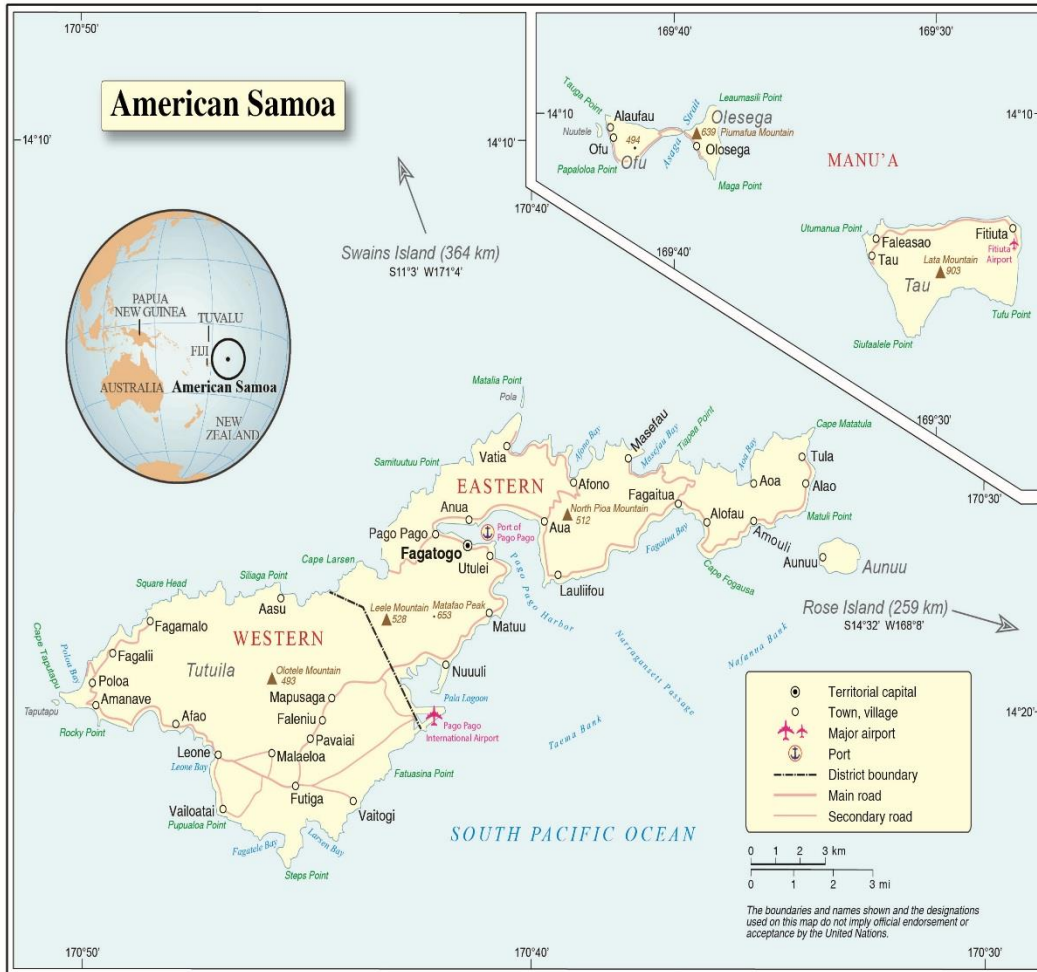 170°50'
169°40'
169°30'
American Samoa
14°10'
14°10'
14°10'
170°40'
169°40'
169°30'
170°30'
Tauga Point
Alaufau
Nuutele
Ofu
494
Ofu
Papaloloa Point
Asaga Strait
Leaumasili Point
Olesega
639 Piumafua Mountain
Olosega
Maga Point
MANU'A
Utumanua Point
Faleasao
Tau
Lata Mountain
903
Tau
Fitiuta
Fitiuta
Airport
Tufu Point
Siufaalele Point
Swains Island (364 km)
S11°3' W171°4'
PAPUA
NEW GUINEA
TUVALU
FIJI
American Samoa
AUSTRALIA
NEW
ZEALAND
Matalia Point
Pola
Vatia
Samituutuu Point
EASTERN
Afono Bay
Masefau
Masefau Bay
Tiapea Point
Aoa Bay
Cape Matatula
Tula
Afono
Fagaitua
Aoa
Alao
North Pioa Mountain
512
Anua
Port of
Pago Pago
Pago Pago
Aua
Alofau
Matuli Point
Fagatogo
Utulei
Fagaitua Bay
Amouli
Cape Fogausa
Aunuu
Aunuu
Lauliifou
Cape Larsen
Siliaga Point
Square Head
Aasu
Leele Mountain
528
Matafao Peak
653
Pago Pago Harbor
Matuu
Rose Island (259 km)
S14°32' W168°8'
Fagamalo
WESTERN
Cape Taputapu
Poloa Bay
Fagalii
Tutuila
Olotele Mountain
493
Nuuuli
Narragansett Passage
Nafanna Bank
Poloa
Mapusaga
Pala Lagoon
Taputapu
Amanave
Rocky Point
Afao
Faleniu
Pago Pago
International Airport
Taema Bank
14°20'
Pavaiai
Leone
Malaeloa
Leone Bay
Fatuasina Point
Futiga
Vailoatai
Vaitogi
Pupualoa Point
Fagatele Bay
Larsen Bay
Steps Point
SOUTH PACIFIC OCEAN
Territorial capital
Town, village
Major airport
Port
District boundary
Main road
Secondary road
0 1 2 3 km
0 1 2 3 mi
The boundaries and names shown and the designations
used on this map do not imply official endorsement or
acceptance by the United Nations.
170°50'
170°40'
170°30'